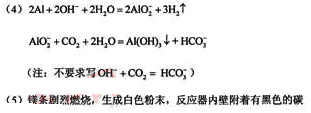 (4) 2Al+2OH⁻+2H₂O=2AlO₂⁻+3H₂↑
AlO₂⁻+CO₂+2H₂O=Al(OH)₃↓+HCO₃⁻
(注：不要求写OH⁻+CO₂= HCO₃⁻)
(5) 镁条剧烈燃烧，生成白色粉末，反应器内壁附着有黑色的碳